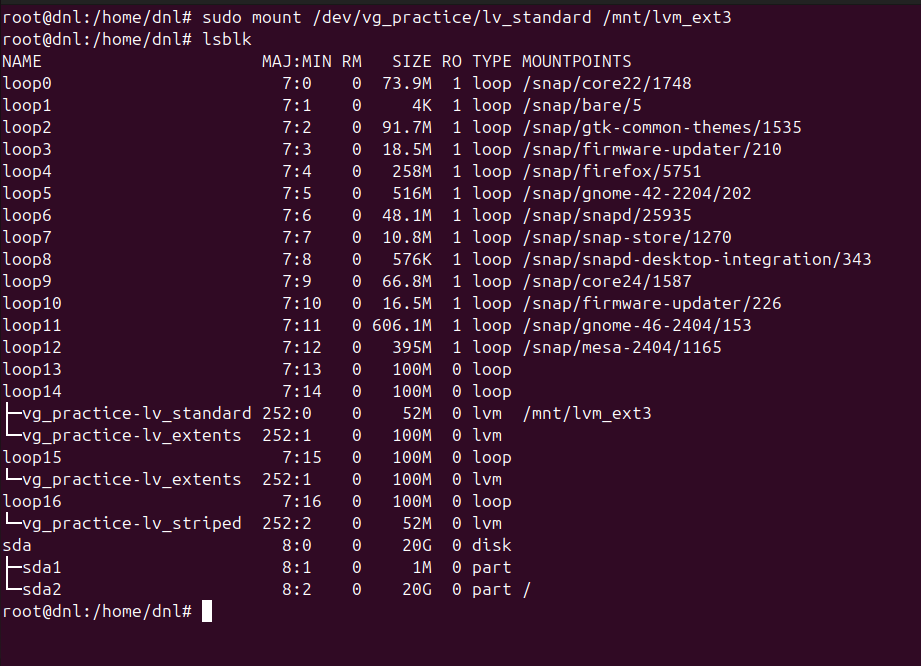 root@dnl:/home/dnl# sudo mount /dev/vg_practice/lv_standard /mnt/lvm_ext3
root@dnl:/home/dnl# lsblk
NAME                      MAJ:MIN RM   SIZE RO TYPE MOUNTPOINTS
loop0                       7:0    0  73.9M  1 loop /snap/core22/1748
loop1                       7:1    0     4K  1 loop /snap/bare/5
loop2                       7:2    0  91.7M  1 loop /snap/gtk-common-themes/1535
loop3                       7:3    0  18.5M  1 loop /snap/firmware-updater/210
loop4                       7:4    0   258M  1 loop /snap/firefox/5751
loop5                       7:5    0   516M  1 loop /snap/gnome-42-2204/202
loop6                       7:6    0  48.1M  1 loop /snap/snapd/25935
loop7                       7:7    0  10.8M  1 loop /snap/snap-store/1270
loop8                       7:8    0   576K  1 loop /snap/snapd-desktop-integration/343
loop9                       7:9    0  66.8M  1 loop /snap/core24/1587
loop10                      7:10   0  16.5M  1 loop /snap/firmware-updater/226
loop11                      7:11   0 606.1M  1 loop /snap/gnome-46-2404/153
loop12                      7:12   0   395M  1 loop /snap/mesa-2404/1165
loop13                      7:13   0   100M  0 loop
loop14                      7:14   0   100M  0 loop
├─vg_practice-lv_standard 252:0    0    52M  0 lvm  /mnt/lvm_ext3
└─vg_practice-lv_extents  252:1    0   100M  0 lvm
loop15                      7:15   0   100M  0 loop
└─vg_practice-lv_extents  252:1    0   100M  0 lvm
loop16                      7:16   0   100M  0 loop
└─vg_practice-lv_striped  252:2    0    52M  0 lvm
sda                         8:0    0    20G  0 disk
├─sda1                      8:1    0     1M  0 part
└─sda2                      8:2    0    20G  0 part /
root@dnl:/home/dnl#